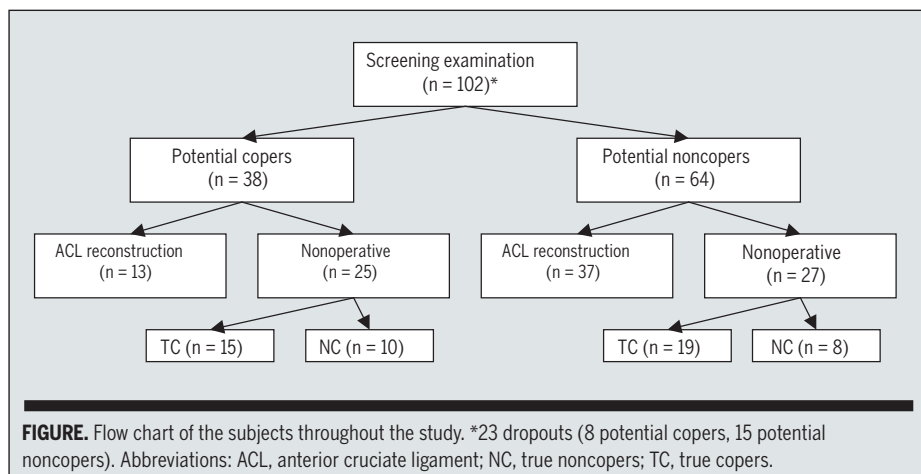 Screening examination
(n = 102)*
Potential copers
(n = 38)
Potential noncopers
(n = 64)
ACL reconstruction
(n = 13)
Nonoperative
(n = 25)
ACL reconstruction
(n = 37)
Nonoperative
(n = 27)
TC (n = 15)
NC (n = 10)
TC (n = 19)
NC (n = 8)
FIGURE. Flow chart of the subjects throughout the study. *23 dropouts (8 potential copers, 15 potential
noncopers). Abbreviations: ACL, anterior cruciate ligament; NC, true noncopers; TC, true copers.